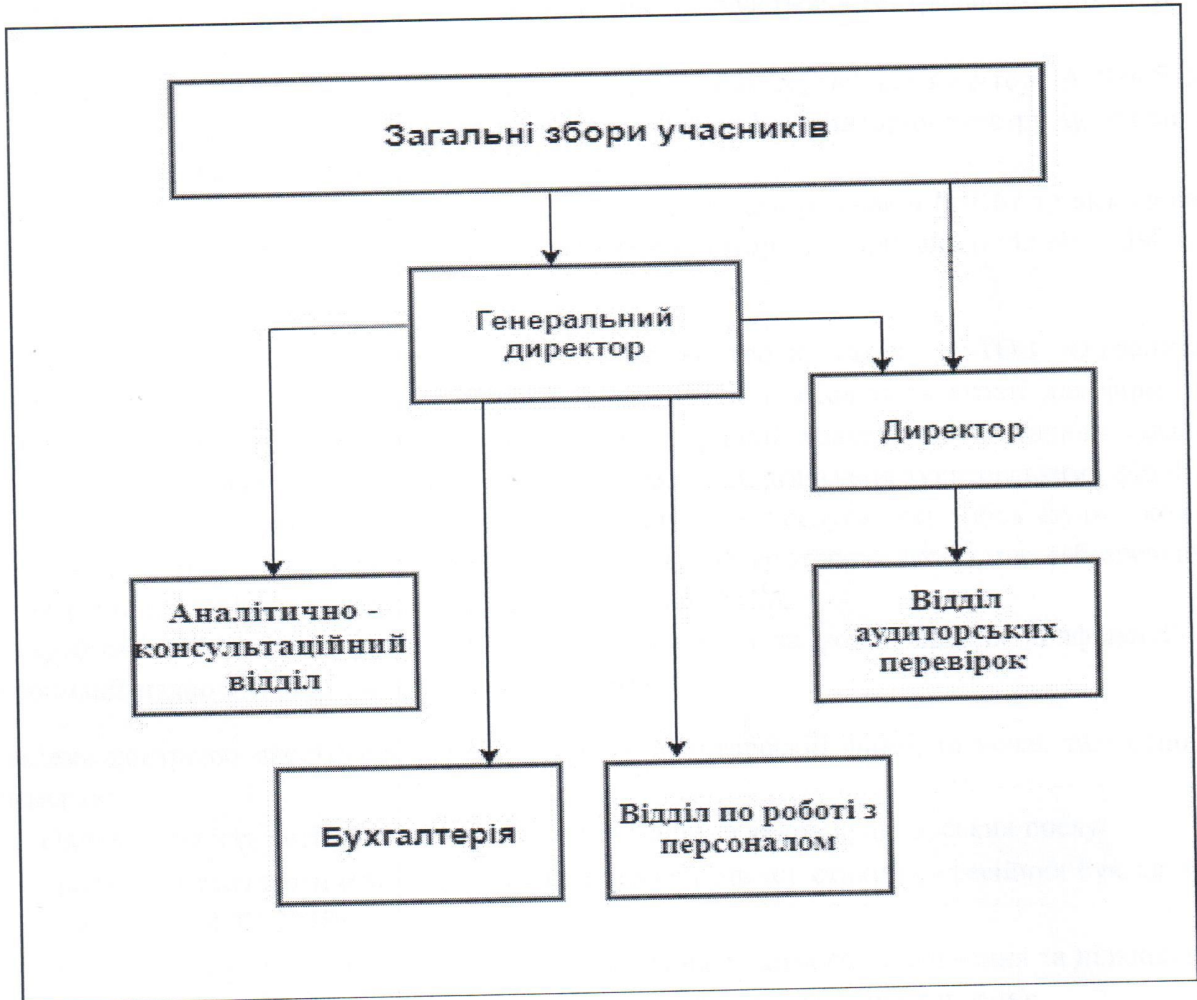 Загальні збори учасників
Генеральний
директор
Директор
Аналітично -
консультаційний
відділ
Відділ
аудиторських
перевірок
Бухгалтерія
Відділ по роботі з
персоналом